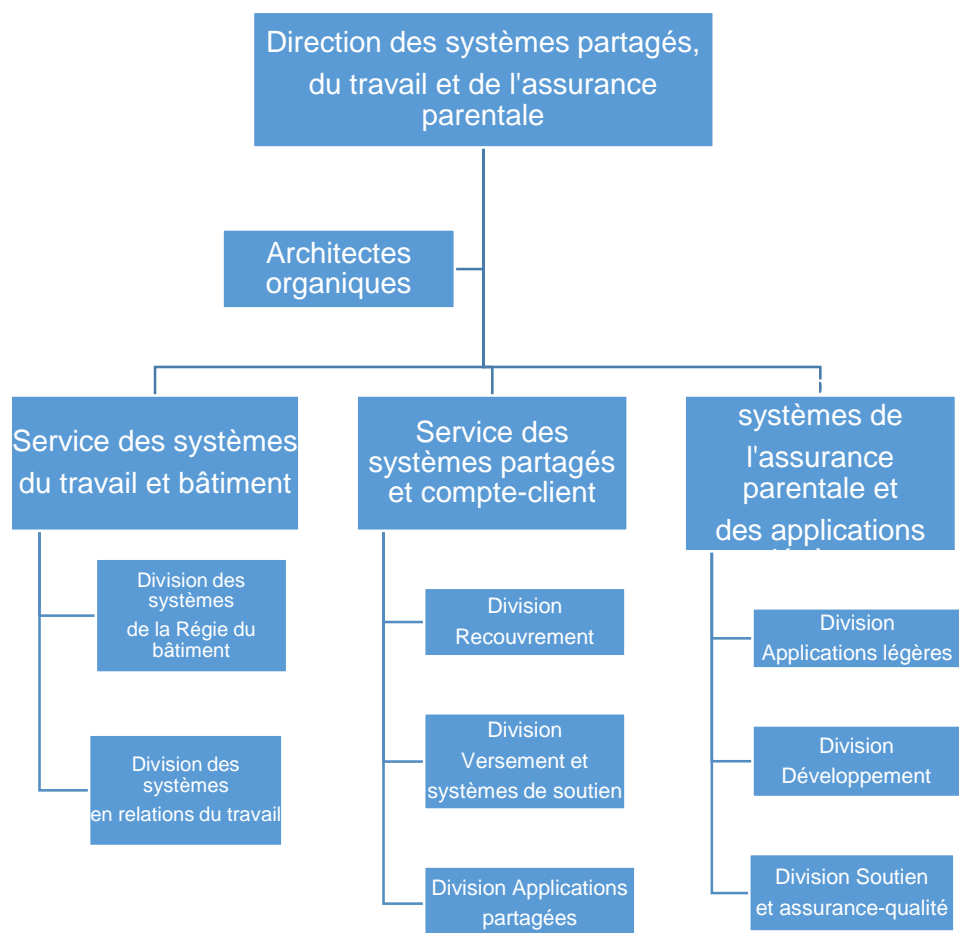 Direction des systèmes partagés,
du travail et de l'assurance
parentale
Architectes
organiques
Service des systèmes
du travail et bâtiment
Service des
systèmes partagés
et compte-client
systèmes de
l'assurance
parentale et
des applications
Division des
systèmes
de la Régie du
bâtiment
Division des
systèmes
en relations du travail
Division
Recouvrement
Division
Versement et
systèmes de soutien
Division Applications
partagées
Division
Applications légères
Division
Développement
Division Soutien
et assurance-qualité